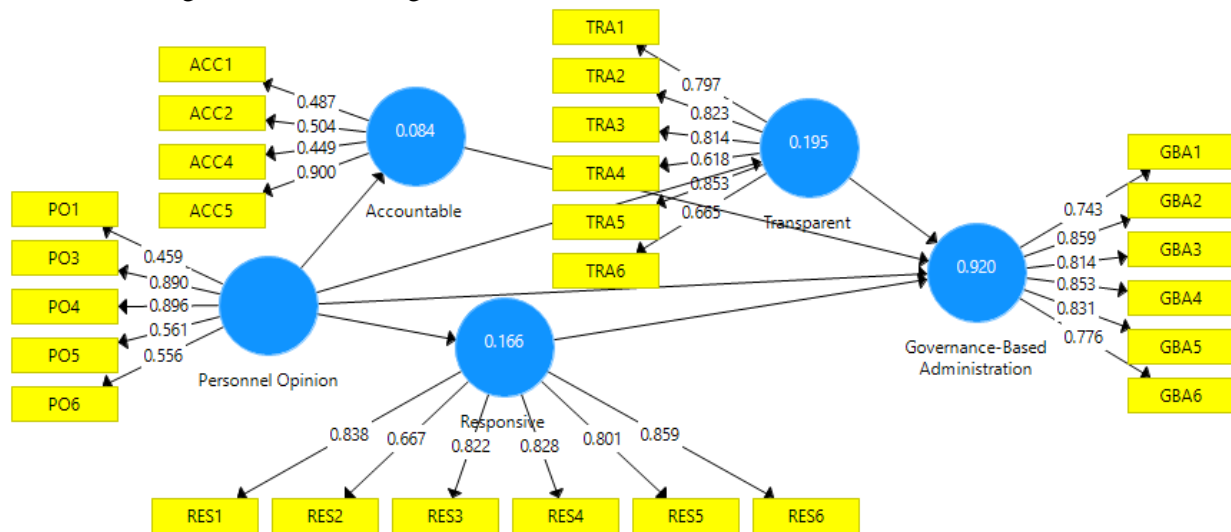 TRA1
TRA2
TRA3
TRA4
TRA5
TRA6
0.797
0.823
0.814
0.618
0.853
0.665
0.195
Transparent
ACC1
ACC2
ACC4
ACC5
0.487
0.504
0.449
0.900
0.084
Accountable
PO1
PO3
PO4
PO5
PO6
0.459
0.890
0.896
0.561
0.556
Personnel Opinion
0.166
Responsive
0.838
0.667
0.822
0.828
0.801
0.859
RES1
RES2
RES3
RES4
RES5
RES6
0.920
Governance-Based
Administration
0.743
0.859
0.814
0.853
0.831
0.776
GBA1
GBA2
GBA3
GBA4
GBA5
GBA6